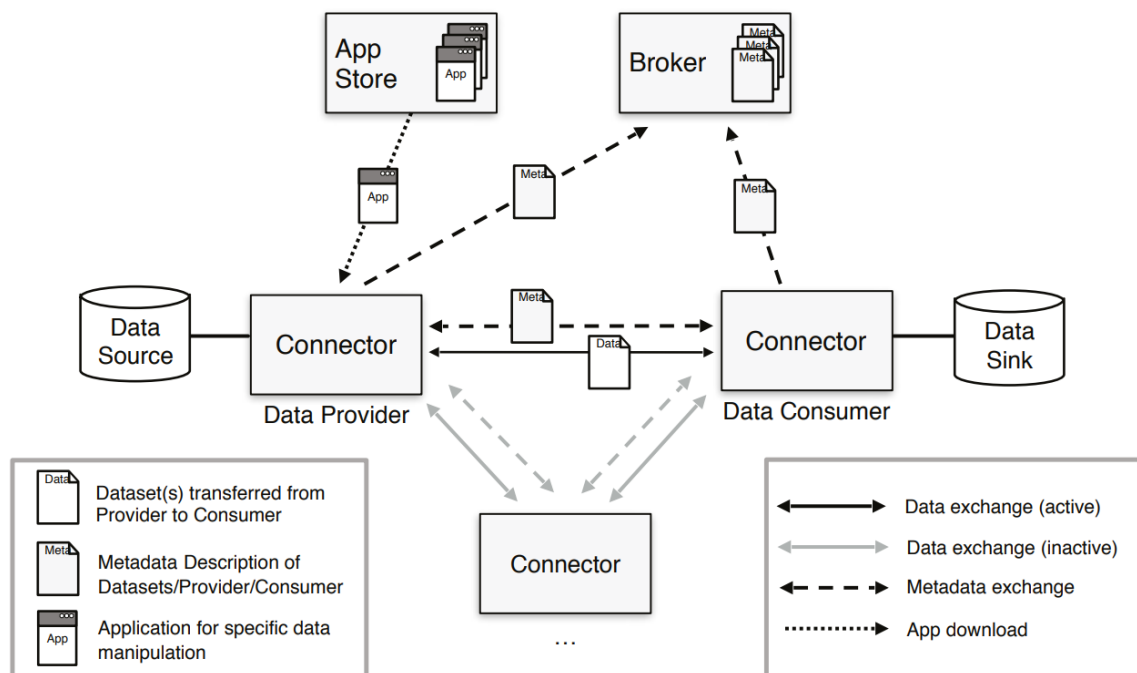 App
Store
App
Broker
Meta
Meta
Meta
App
Meta
Meta
Data
Source
Connector
Data Provider
Meta
Data
Connector
Data Consumer
Data
Sink
Connector
...
Data
Dataset(s) transferred from
Provider to Consumer
Meta
Metadata Description of
Datasets/Provider/Consumer
App
Application for specific data
manipulation
Data exchange (active)
Data exchange (inactive)
Metadata exchange
App download